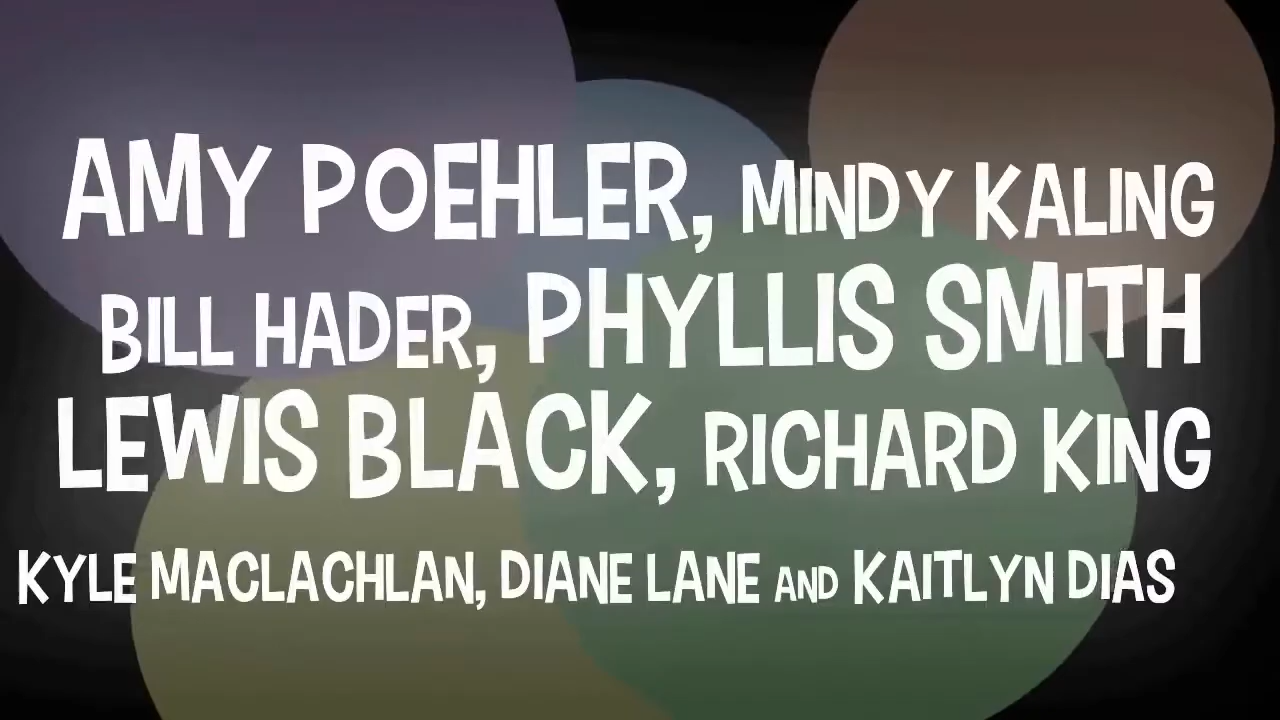 AMY POEHLER, MINDY KALING
BILL HADER, PHYLLIS SMITH
LEWIS BLACK, RICHARD KING
KYLE MACLACHLAN, DIANE LANE AND KAITLYN DIAS